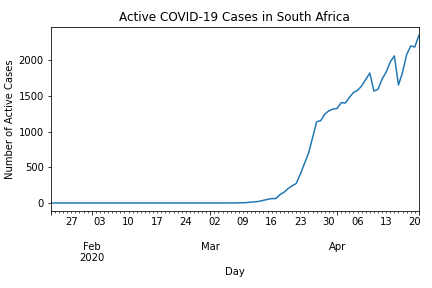 Active COVID-19 Cases in South Africa
Number of Active Cases
2000
1500
1000
500
0
27 03 10 17 24 02 09 16 23 30 06 13 20
Feb Mar Apr
2020
Day